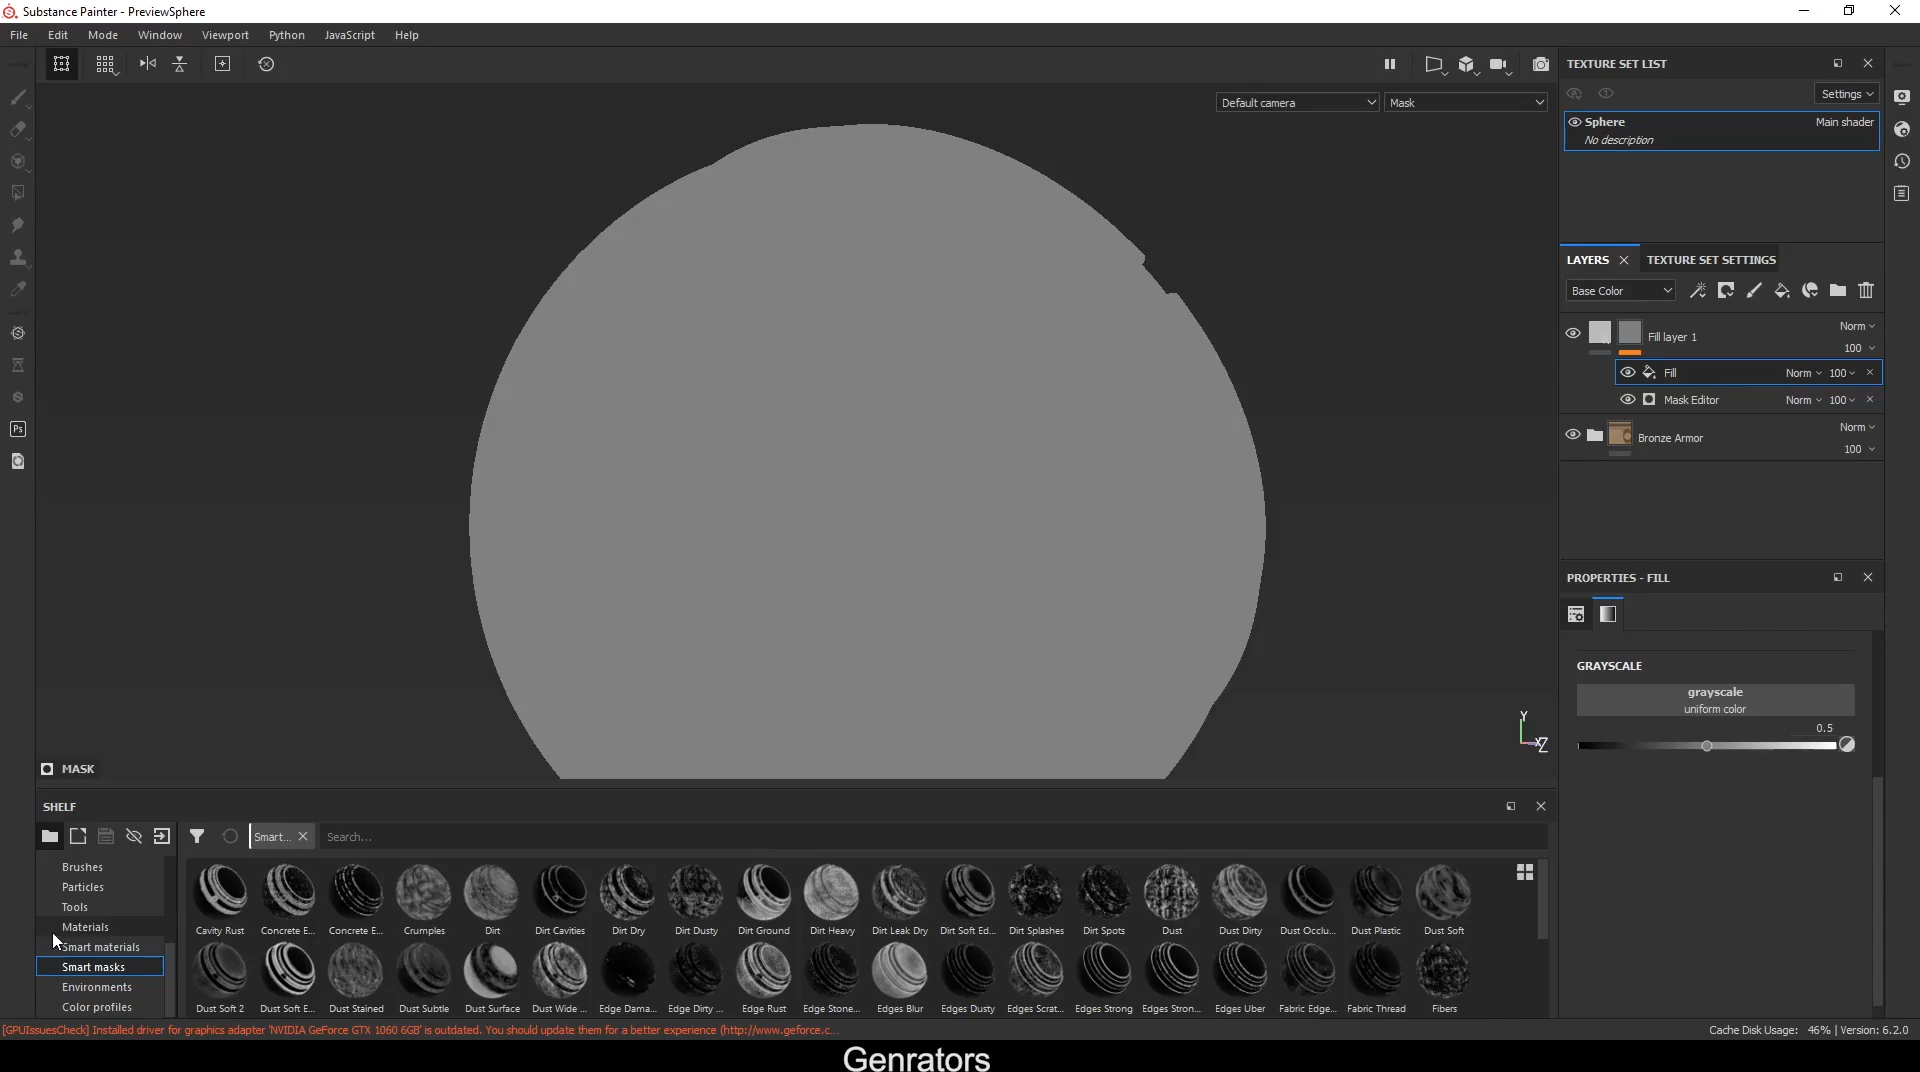 Substance Painter - PreviewSphere
File Edit Mode Window Viewport Python JavaScript Help
Default camera
Mask
TEXTURE SET LIST
Settings
Sphere Main shader
No description
LAYERS TEXTURE SET SETTINGS
Base Color
Norm
Fill layer 1
100
Fill Norm 100
Mask Editor Norm 100
Norm
Bronze Armor
100
PROPERTIES - FILL
GRAYSCALE
grayscale
uniform color
0.5
Y
Z
MASK
SHELF
Smart... Search...
Brushes
Particles
Tools
Materials
Smart materials
Smart masks
Environments
Color profiles
Cavity Rust Concrete E... Concrete E... Crumples Dirt Dirt Cavities Dirt Dry Dirt Dusty Dirt Ground Dirt Heavy Dirt Leak Dry Dirt Soft Ed... Dirt Splashes Dirt Spots Dust Dust Dirty Dust Occlu... Dust Plastic Dust Soft
Dust Soft 2 Dust Soft E... Dust Stained Dust Subtle Dust Surface Dust Wide ... Edge Dama... Edge Dirty ... Edge Rust Edge Stone... Edges Blur Edges Dusty Edges Scrat... Edges Strong Edges Stron... Edges Uber Fabric Edge... Fabric Thread Fibers
[GPUIssuesCheck] Installed driver for graphics adapter 'NVIDIA GeForce GTX 1060 6GB' is outdated. You should update them for a better experience (http://www.geforce.c...
Cache Disk Usage: 46% | Version: 6.2.0
Genrators
Ps